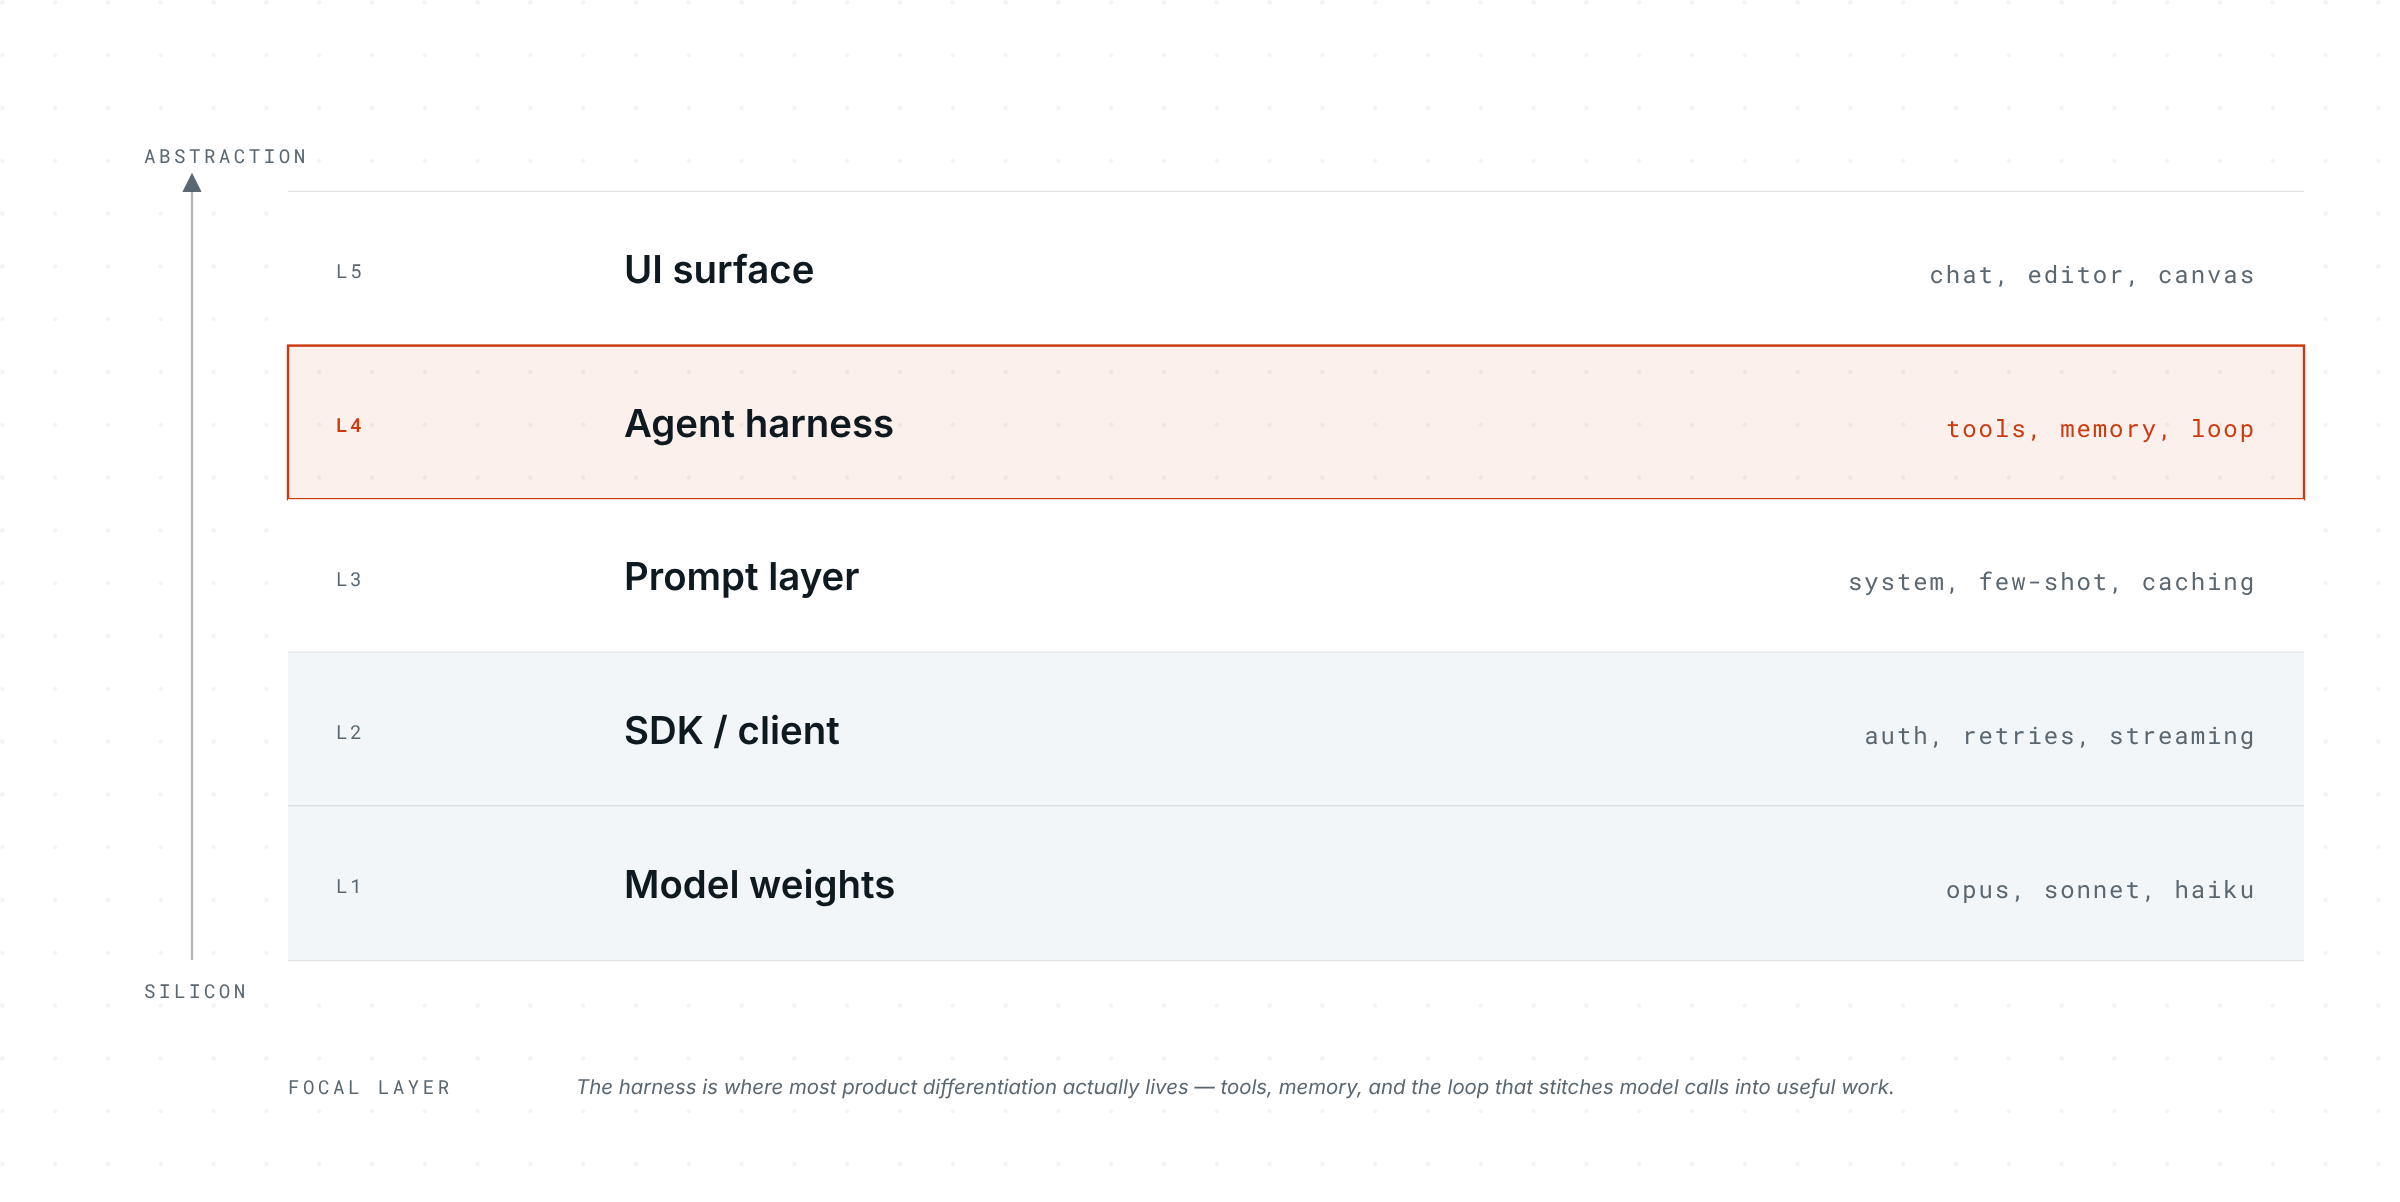 ABSTRACTION
L5 UI surface chat, editor, canvas
L4 Agent harness tools, memory, loop
L3 Prompt layer system, few-shot, caching
L2 SDK / client auth, retries, streaming
L1 Model weights opus, sonnet, haiku
SILICON
FOCAL LAYER The harness is where most product differentiation actually lives — tools, memory, and the loop that stitches model calls into useful work.